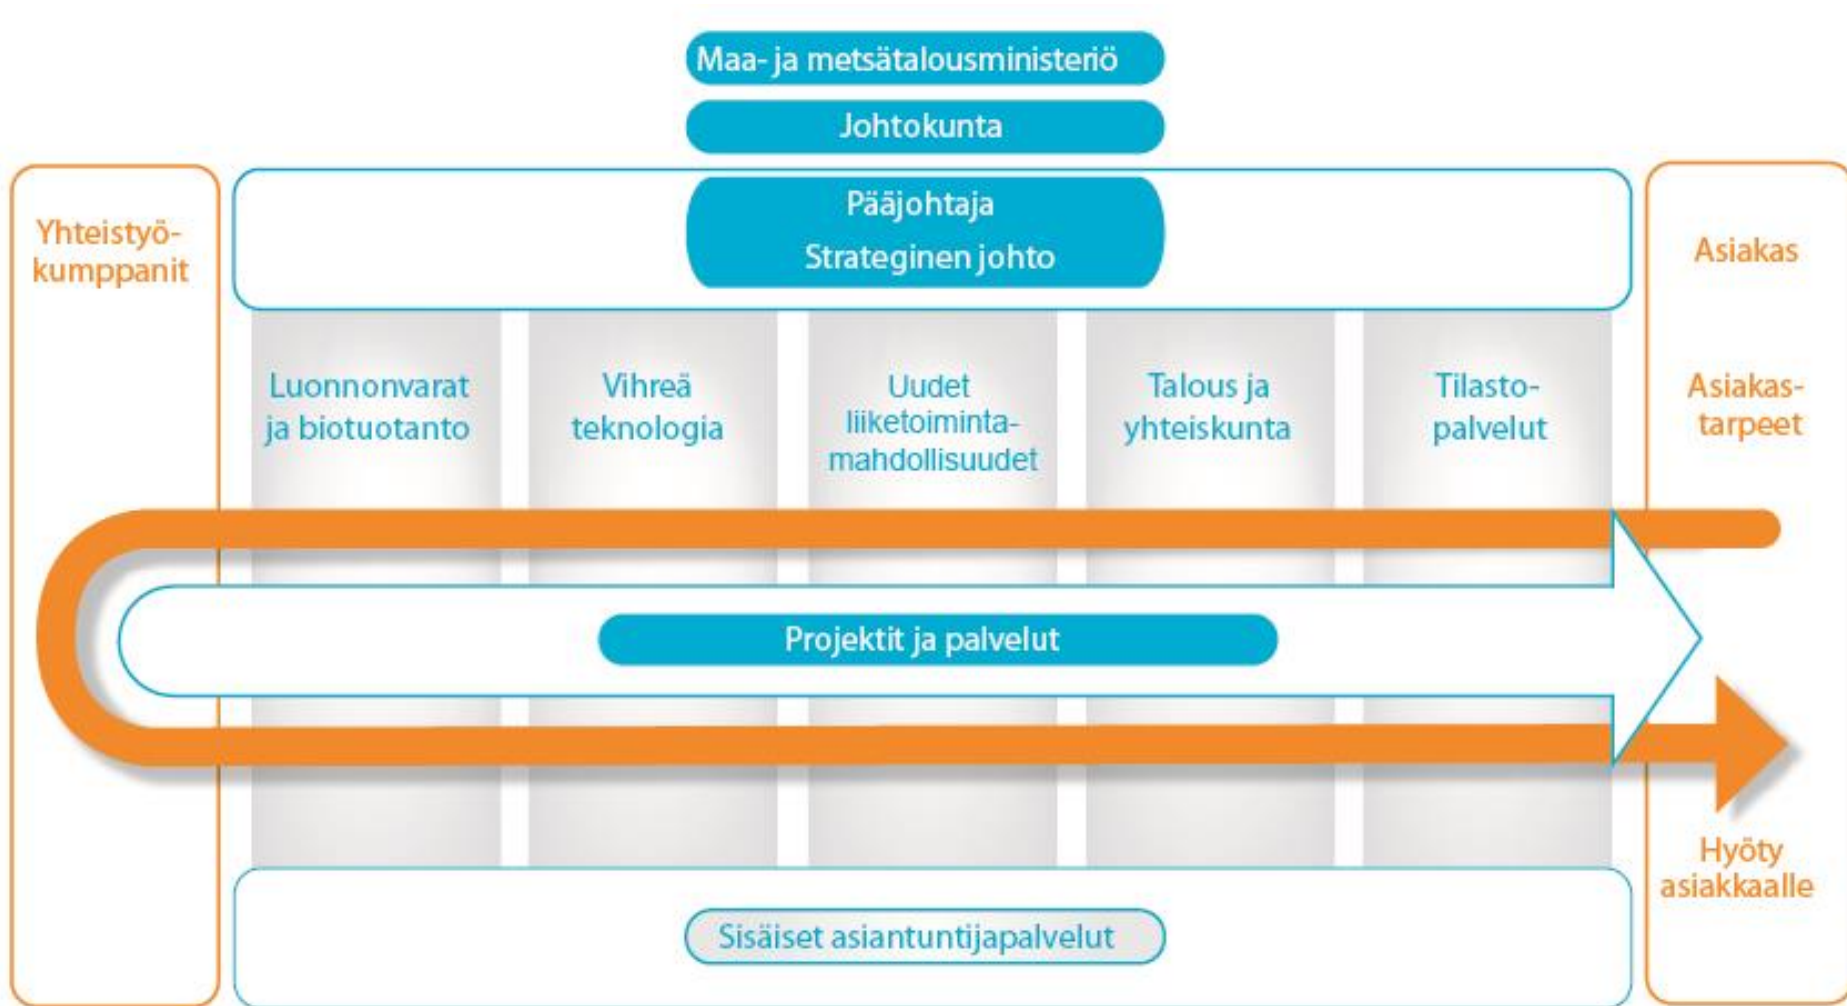 Maa- ja metsätalousministeriö
Johtokunta
Pääjohtaja
Strateginen johto
Yhteistyö-
kumppanit
Asiakas
Luonnonvarat
ja biotuotanto
Vihreä
teknologia
Uudet
liiketoiminta-
mahdollisuudet
Talous ja
yhteiskunta
Tilasto-
palvelut
Asiakas-
tarpeet
Projektit ja palvelut
Hyöty
asiakkaalle
Sisäiset asiantuntijapalvelut